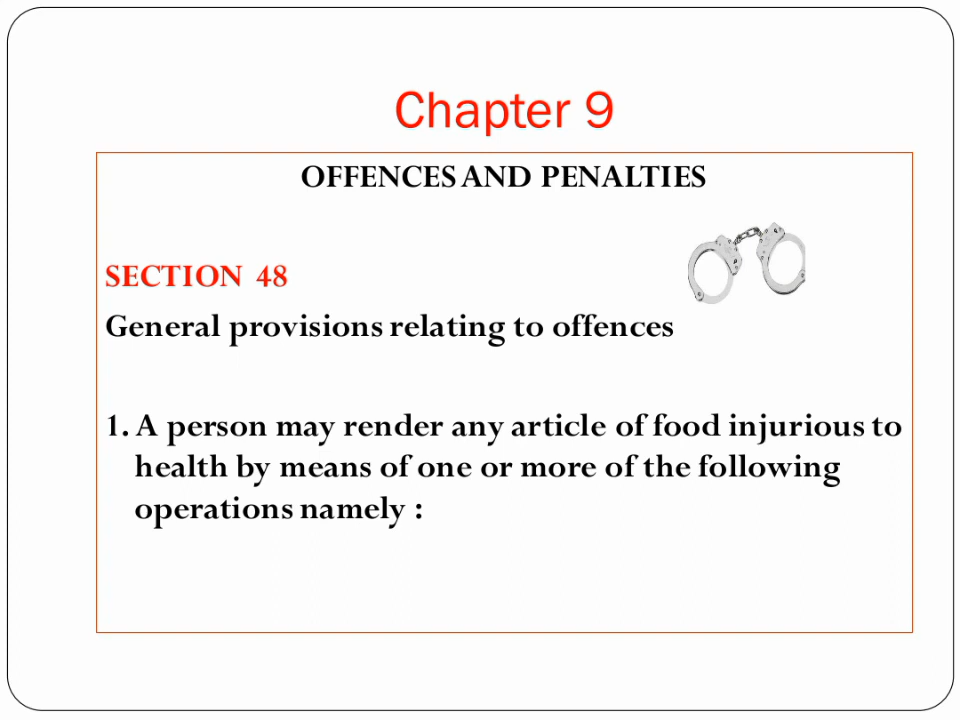 Chapter 9
OFFENCES AND PENALTIES
SECTION 48
General provisions relating to offences
1. A person may render any article of food injurious to
health by means of one or more of the following
operations namely :